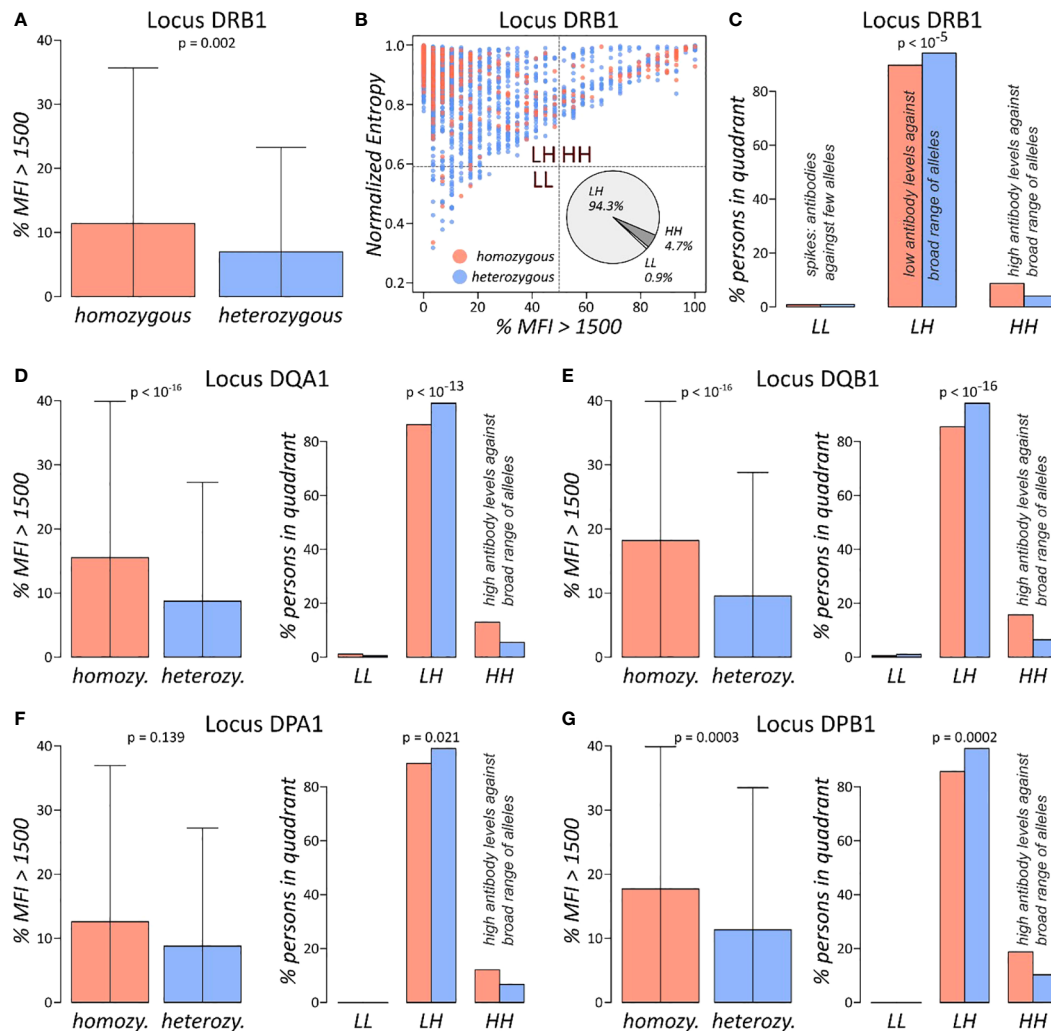 A
Locus DRB1
p = 0.002
% MFI > 1500
40
30
20
10
0
homozygous
heterozygous
B
Locus DRB1
Normalized Entropy
1.0
0.8
0.6
0.4
0.2
LH HH
LL
LH
94.3%
HH
4.7%
LL
0.9%
homozygous
heterozygous
0 20 40 60 80 100
% MFI > 1500
C
Locus DRB1
p < 10-5
% persons in quadrant
80
60
40
20
0
spikes: antibodies
againgst few alleles
low antibody levels against
broad range of alleles
high antibody levels against
broad range of alleles
LL LH HH
D
Locus DQA1
p < 10-16
% MFI > 1500
40
30
20
10
0
homozy. heterozy.
p < 10-13
% persons in quadrant
80
60
40
20
0
high antibody levels against
broad range of alleles
LL LH HH
E
Locus DQB1
p < 10-16
% MFI > 1500
40
30
20
10
0
homozy. heterozy.
p < 10-16
% persons in quadrant
80
60
40
20
0
high antibody levels against
broad range of alleles
LL LH HH
F
Locus DPA1
p = 0.139
% MFI > 1500
40
30
20
10
0
homozy. heterozy.
p = 0.021
% persons in quadrant
80
60
40
20
0
high antibody levels against
broad range of alleles
LL LH HH
G
Locus DPB1
p = 0.0003
% MFI > 1500
40
30
20
10
0
homozy. heterozy.
p = 0.0002
% persons in quadrant
80
60
40
20
0
high antibody levels against
broad range of alleles
LL LH HH